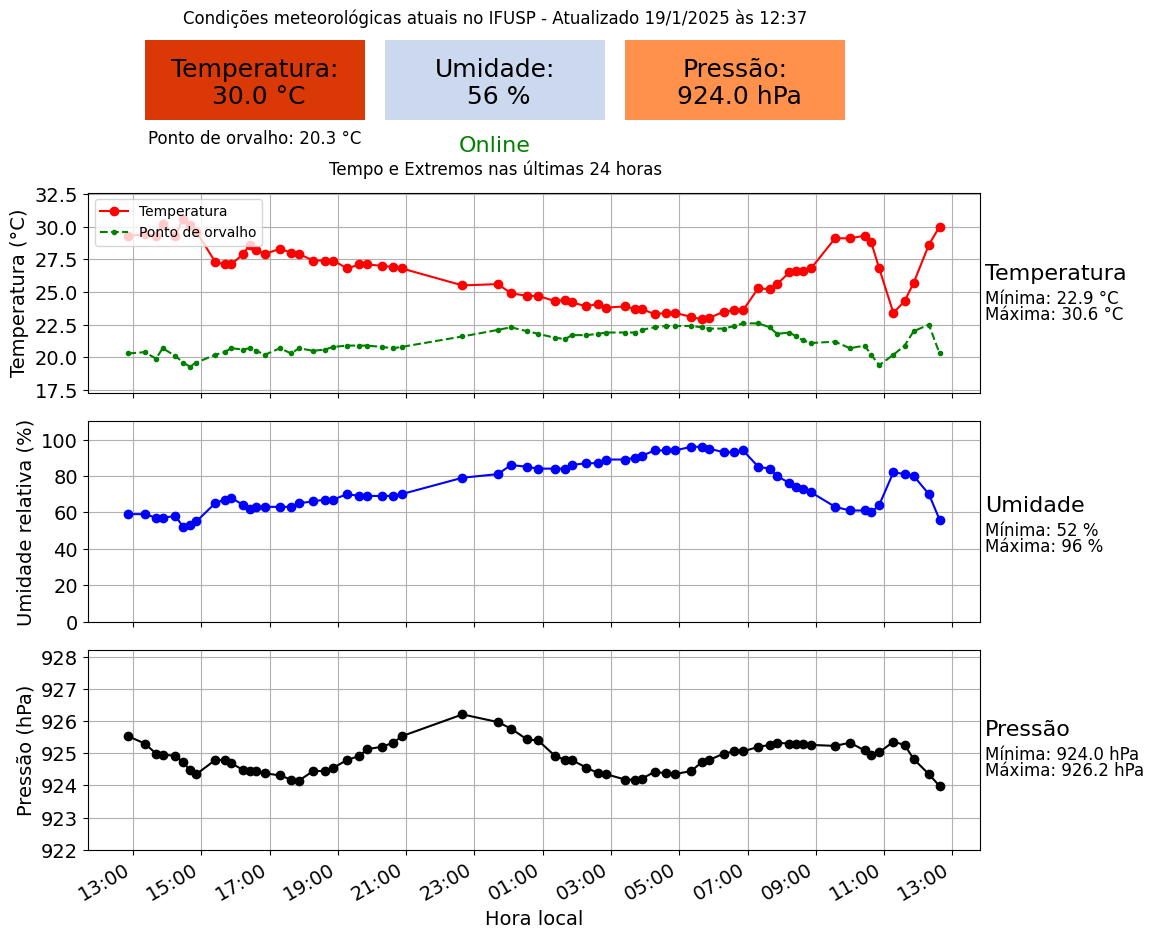 Condições meteorológicas atuais no IFUSP - Atualizado 19/1/2025 às 12:37
Temperatura:
30.0 °C
Umidade:
56 %
Pressão:
924.0 hPa
Ponto de orvalho: 20.3 °C
Online
Tempo e Extremos nas últimas 24 horas
Temperatura (°C)
32.5
30.0
27.5
25.0
22.5
20.0
17.5
Temperatura
Ponto de orvalho
Temperatura
Mínima: 22.9 °C
Máxima: 30.6 °C
Umidade relativa (%)
100
80
60
40
20
0
Umidade
Mínima: 52 %
Máxima: 96 %
Pressão (hPa)
928
927
926
925
924
923
922
Pressão
Mínima: 924.0 hPa
Máxima: 926.2 hPa
13:00 15:00 17:00 19:00 21:00 23:00 01:00 03:00 05:00 07:00 09:00 11:00 13:00
Hora local